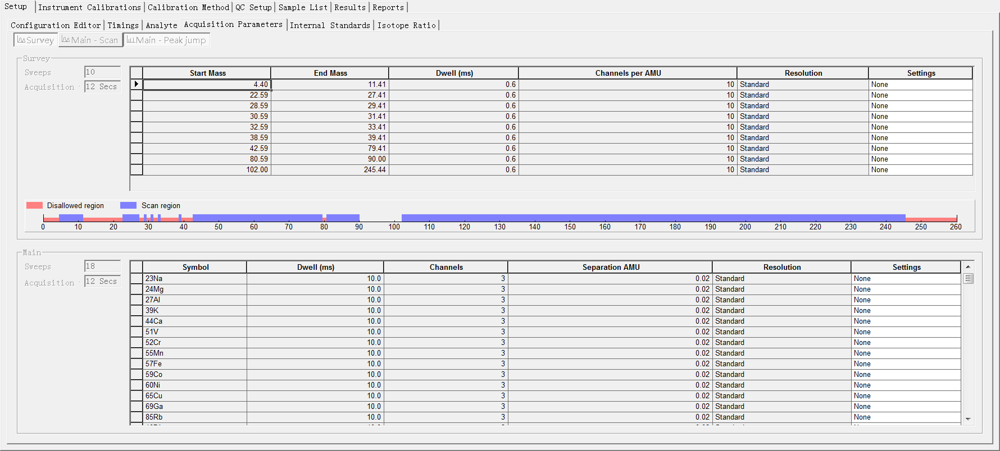 Setup Instrument Calibrations Calibration Method QC Setup Sample List Results Reports
Configuration Editor Timings Analyte Acquisition Parameters Internal Standards Isotope Ratio
Survey Main - Scan Main - Peak jump
Survey
Sweeps 10
Acquisition 12 Secs
Start Mass End Mass Dwell (ms) Channels per AMU Resolution Settings
4.40 11.41 0.6 10 Standard None
22.59 27.41 0.6 10 Standard None
28.59 29.41 0.6 10 Standard None
30.59 31.41 0.6 10 Standard None
32.59 33.41 0.6 10 Standard None
38.59 39.41 0.6 10 Standard None
42.59 79.41 0.6 10 Standard None
80.59 90.00 0.6 10 Standard None
102.00 245.44 0.6 10 Standard None
Disallowed region Scan region
0 10 20 30 40 50 60 70 80 90 100 110 120 130 140 150 160 170 180 190 200 210 220 230 240 250 260
Main
Sweeps 18
Acquisition 12 Secs
Symbol Dwell (ms) Channels Separation AMU Resolution Settings
23Na 10.0 3 0.02 Standard None
24Mg 10.0 3 0.02 Standard None
27Al 10.0 3 0.02 Standard None
39K 10.0 3 0.02 Standard None
44Ca 10.0 3 0.02 Standard None
51V 10.0 3 0.02 Standard None
52Cr 10.0 3 0.02 Standard None
55Mn 10.0 3 0.02 Standard None
57Fe 10.0 3 0.02 Standard None
59Co 10.0 3 0.02 Standard None
60Ni 10.0 3 0.02 Standard None
65Cu 10.0 3 0.02 Standard None
69Ga 10.0 3 0.02 Standard None
85Rb 10.0 3 0.02 Standard None